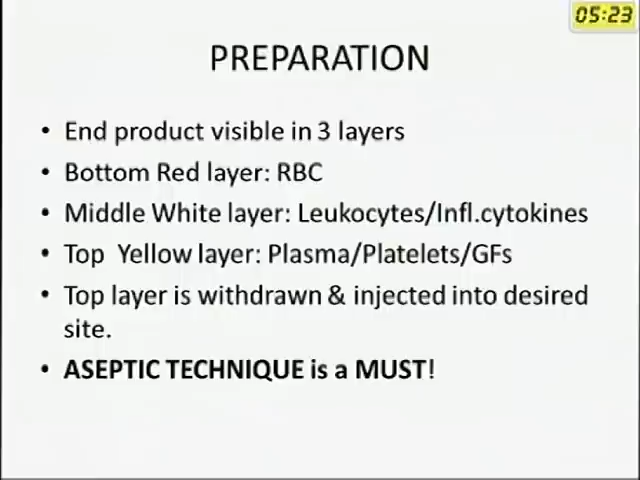 05:23
PREPARATION
• End product visible in 3 layers
• Bottom Red layer: RBC
• Middle White layer: Leukocytes/Infl.cytokines
• Top  Yellow layer: Plasma/Platelets/GFs
• Top layer is withdrawn & injected into desired
site.
• ASEPTIC TECHNIQUE is a MUST!